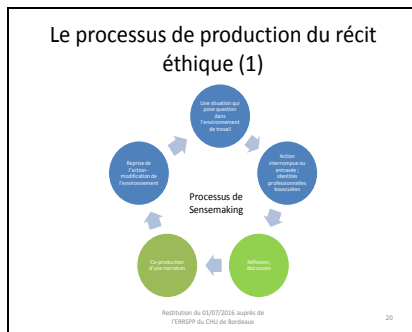 Le processus de production du récit
éthique (1)
Une situation qui
pose question
dans
l'environnement
de travail
Action
interrompue ou
entravée ;
identités
professionnelles
bousculées
Réflexion,
discussion
Co-production
d'une narration
Reprise de
l'action -
modification de
l'environnement
Processus de
Sensemaking
Restitution du 01/07/2016 auprès de
l'ERRSPP du CHU de Bordeaux
20